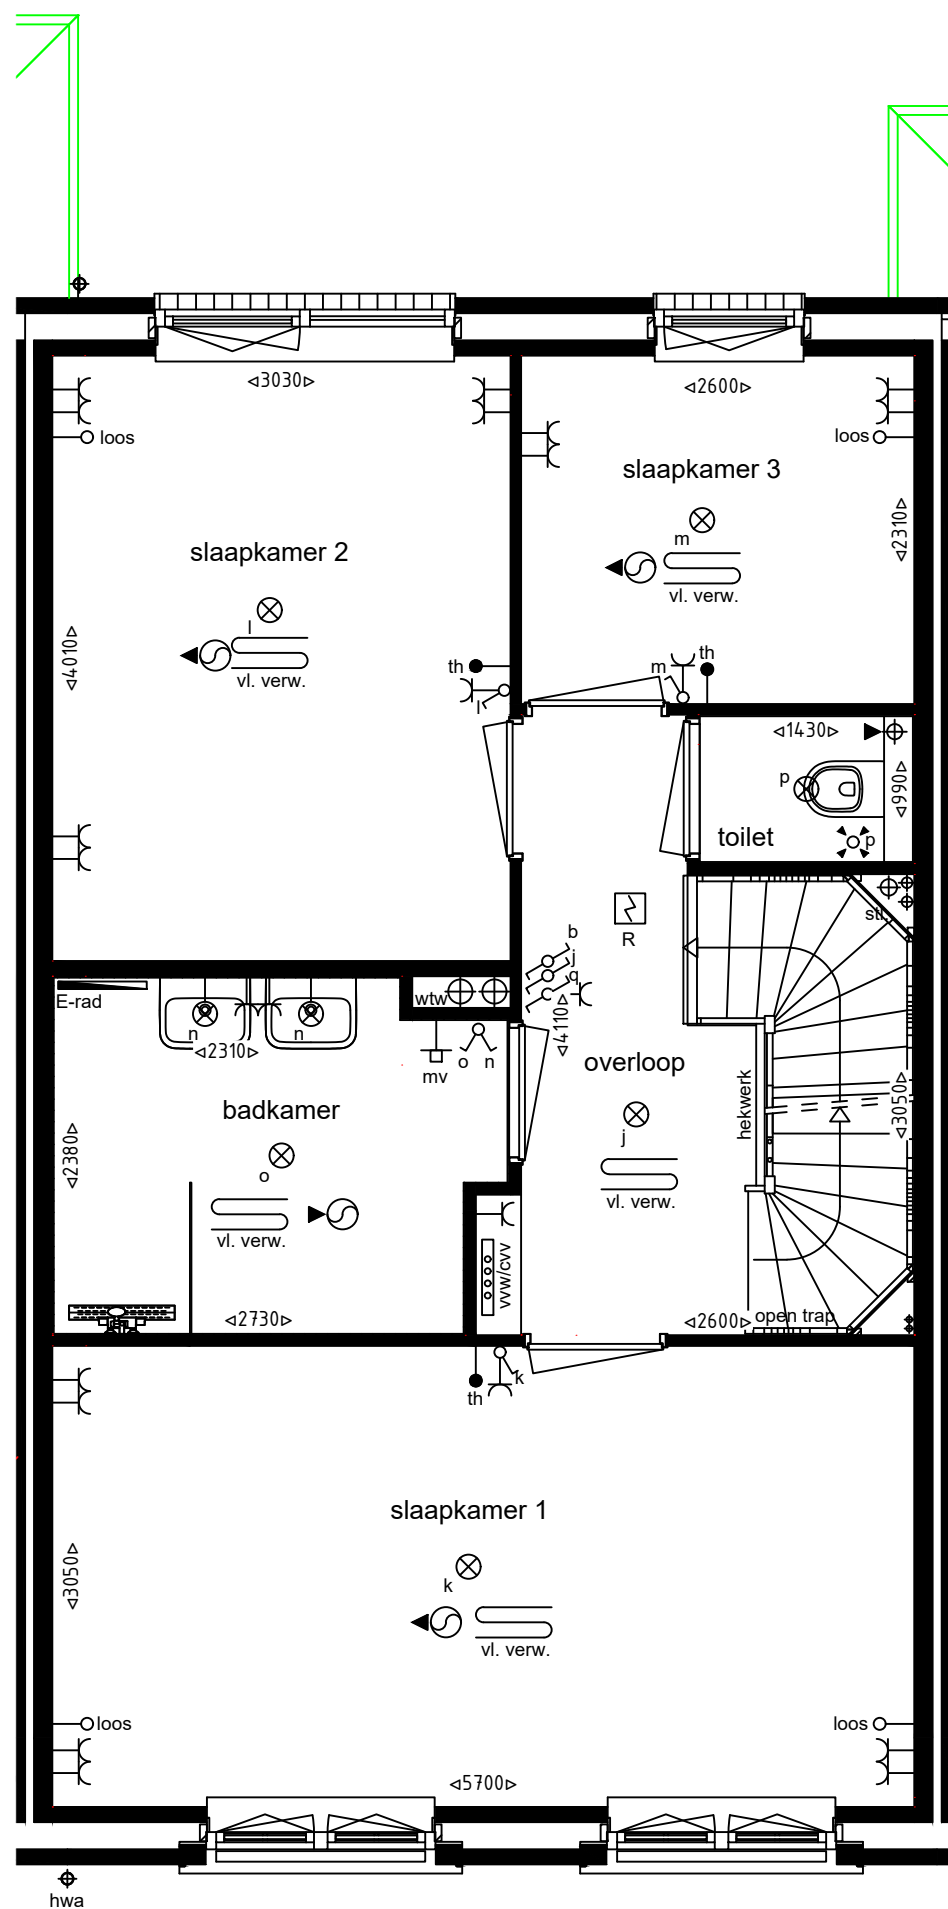 3030
2600
loos
loos
slaapkamer 3
2310
m
slaapkamer 2
vl. verw.
l
4010
vl. verw.
th
m
th
l
1430
p
990
toilet
p
stl.
b
R
j
q
wtw
E-rad
n
n
4110
2310
o
n
mv
overloop
hekwerk
3050
badkamer
j
2380
o
vl. verw.
vl. verw.
vvw/cvv
2730
2600
open trap
k
th
slaapkamer 1
3050
k
vl. verw.
loos
loos
5700
hwa